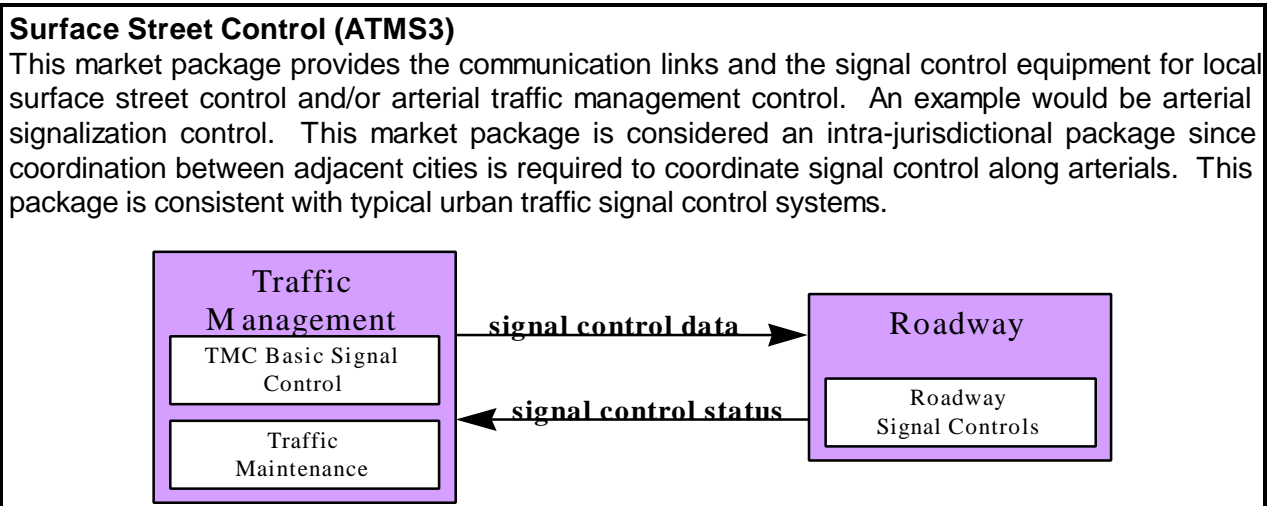 Surface Street Control (ATMS3)
This market package provides the communication links and the signal control equipment for local
surface street control and/or arterial traffic management control. An example would be arterial
signalization control. This market package is considered an intra-jurisdictional package since
coordination between adjacent cities is required to coordinate signal control along arterials. This
package is consistent with typical urban traffic signal control systems.
Traffic
Management
TMC Basic Signal
Control
Traffic
Maintenance
signal control data
signal control status
Roadway
Roadway
Signal Controls